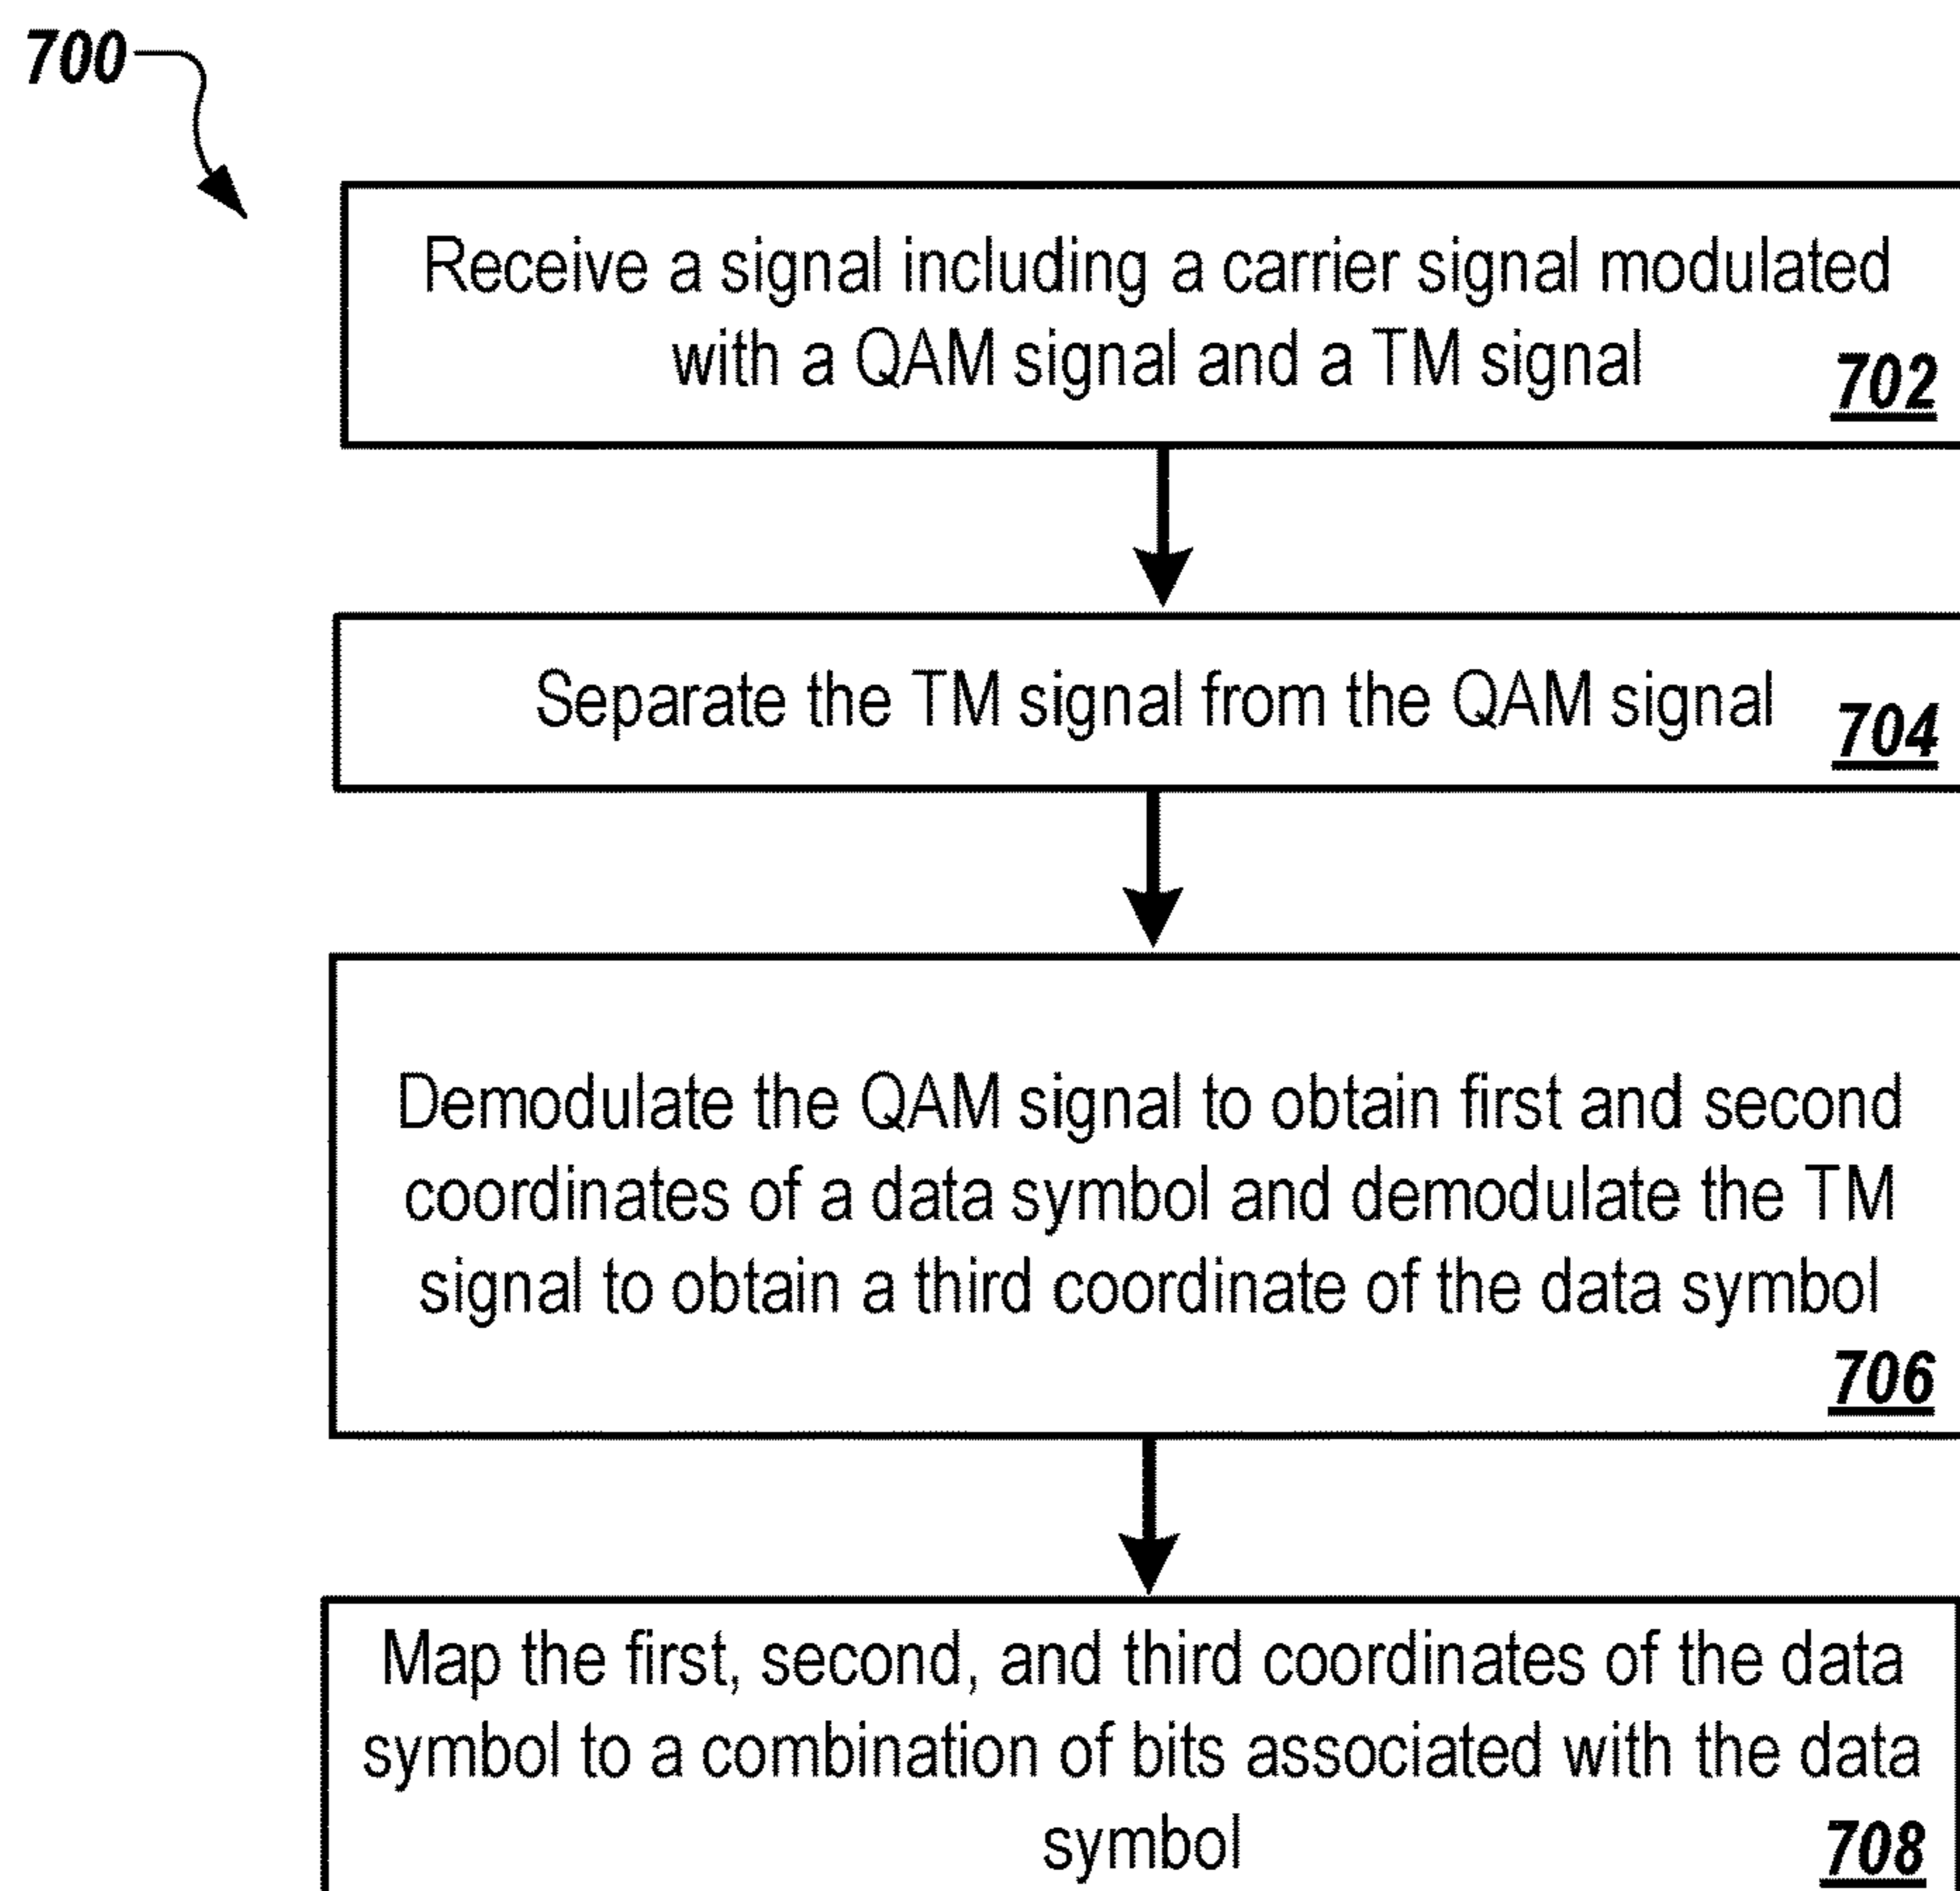 700
Receive a signal including a carrier signal modulated
with a QAM signal and a TM signal
702
Separate the TM signal from the QAM signal
704
Demodulate the QAM signal to obtain first and second
coordinates of a data symbol and demodulate the TM
signal to obtain a third coordinate of the data symbol
706
Map the first, second, and third coordinates of the data
symbol to a combination of bits associated with the data
symbol
708